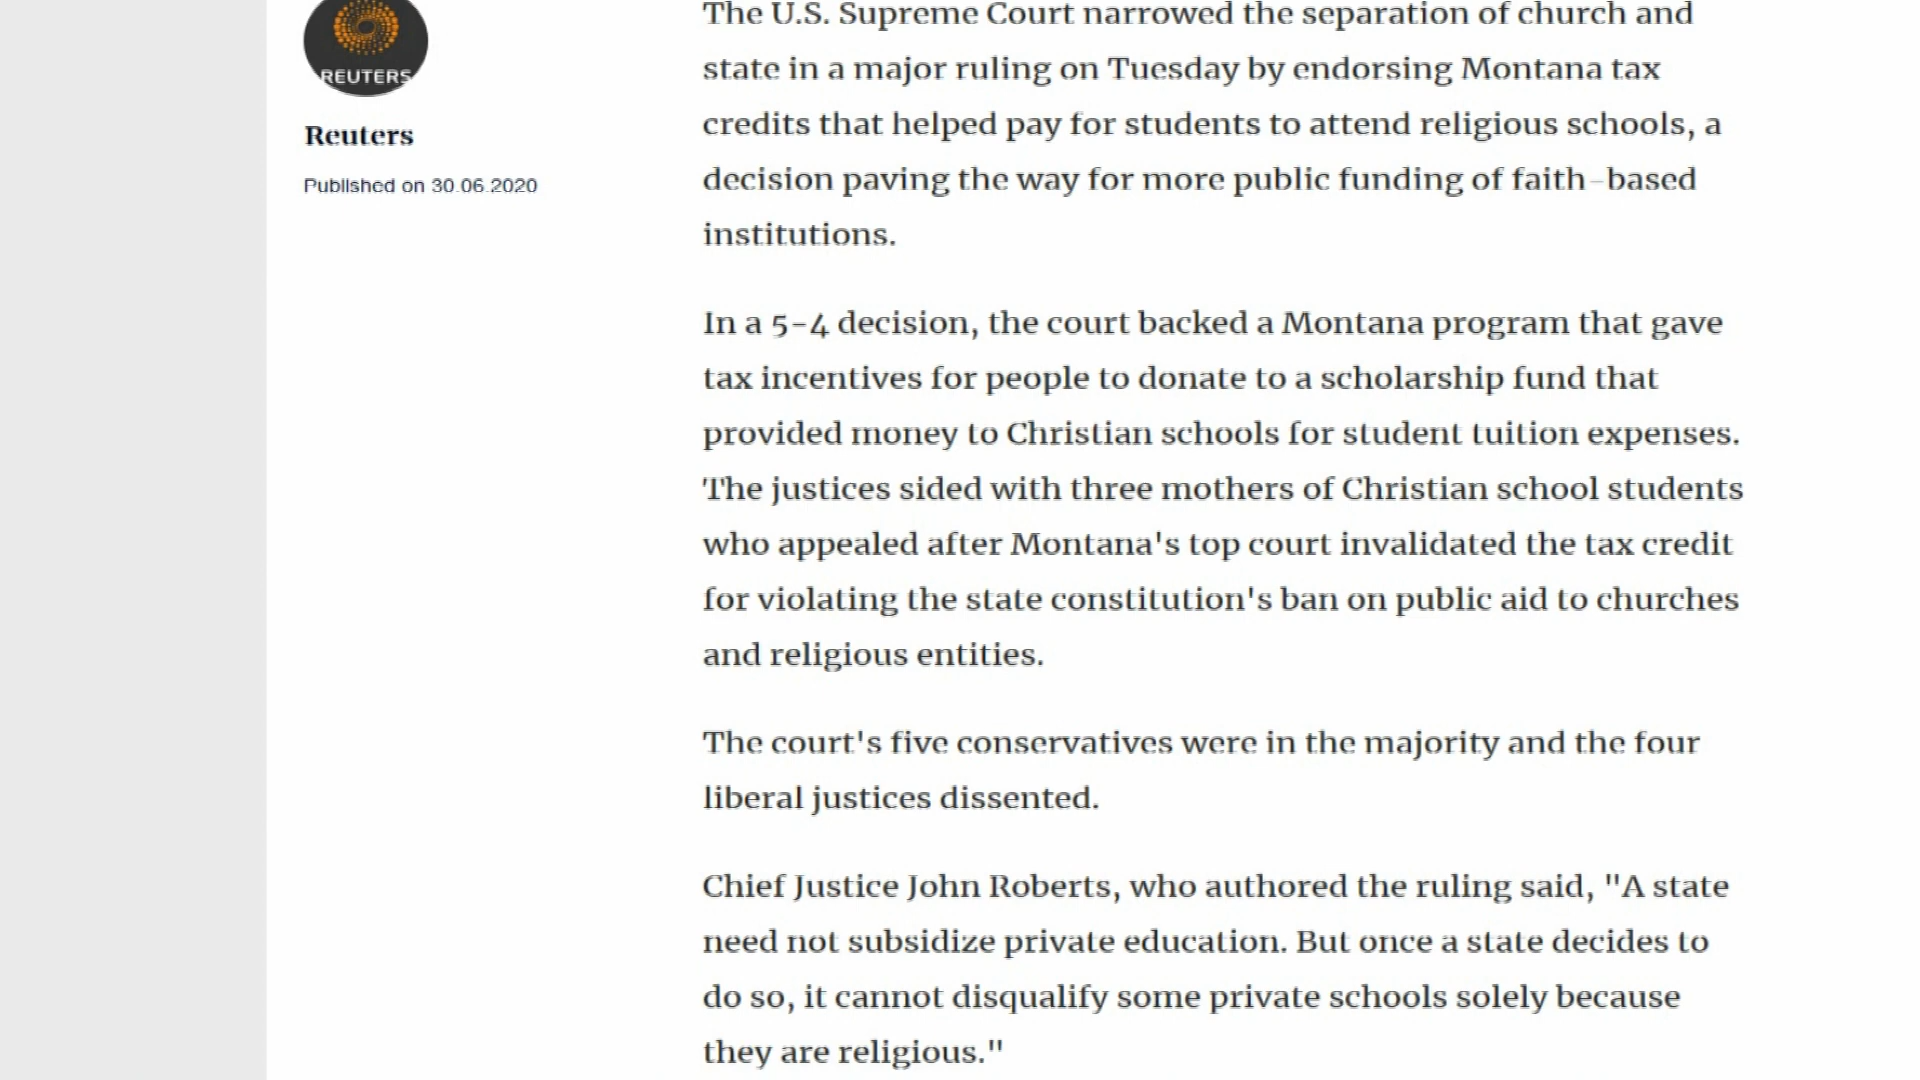 REUTERS
Reuters
Published on 30.06.2020
The U.S. Supreme Court narrowed the separation of church and
state in a major ruling on Tuesday by endorsing Montana tax
credits that helped pay for students to attend religious schools, a
decision paving the way for more public funding of faith-based
institutions.
In a 5-4 decision, the court backed a Montana program that gave
tax incentives for people to donate to a scholarship fund that
provided money to Christian schools for student tuition expenses.
The justices sided with three mothers of Christian school students
who appealed after Montana's top court invalidated the tax credit
for violating the state constitution's ban on public aid to churches
and religious entities.
The court's five conservatives were in the majority and the four
liberal justices dissented.
Chief Justice John Roberts, who authored the ruling said, "A state
need not subsidize private education. But once a state decides to
do so, it cannot disqualify some private schools solely because
they are religious."